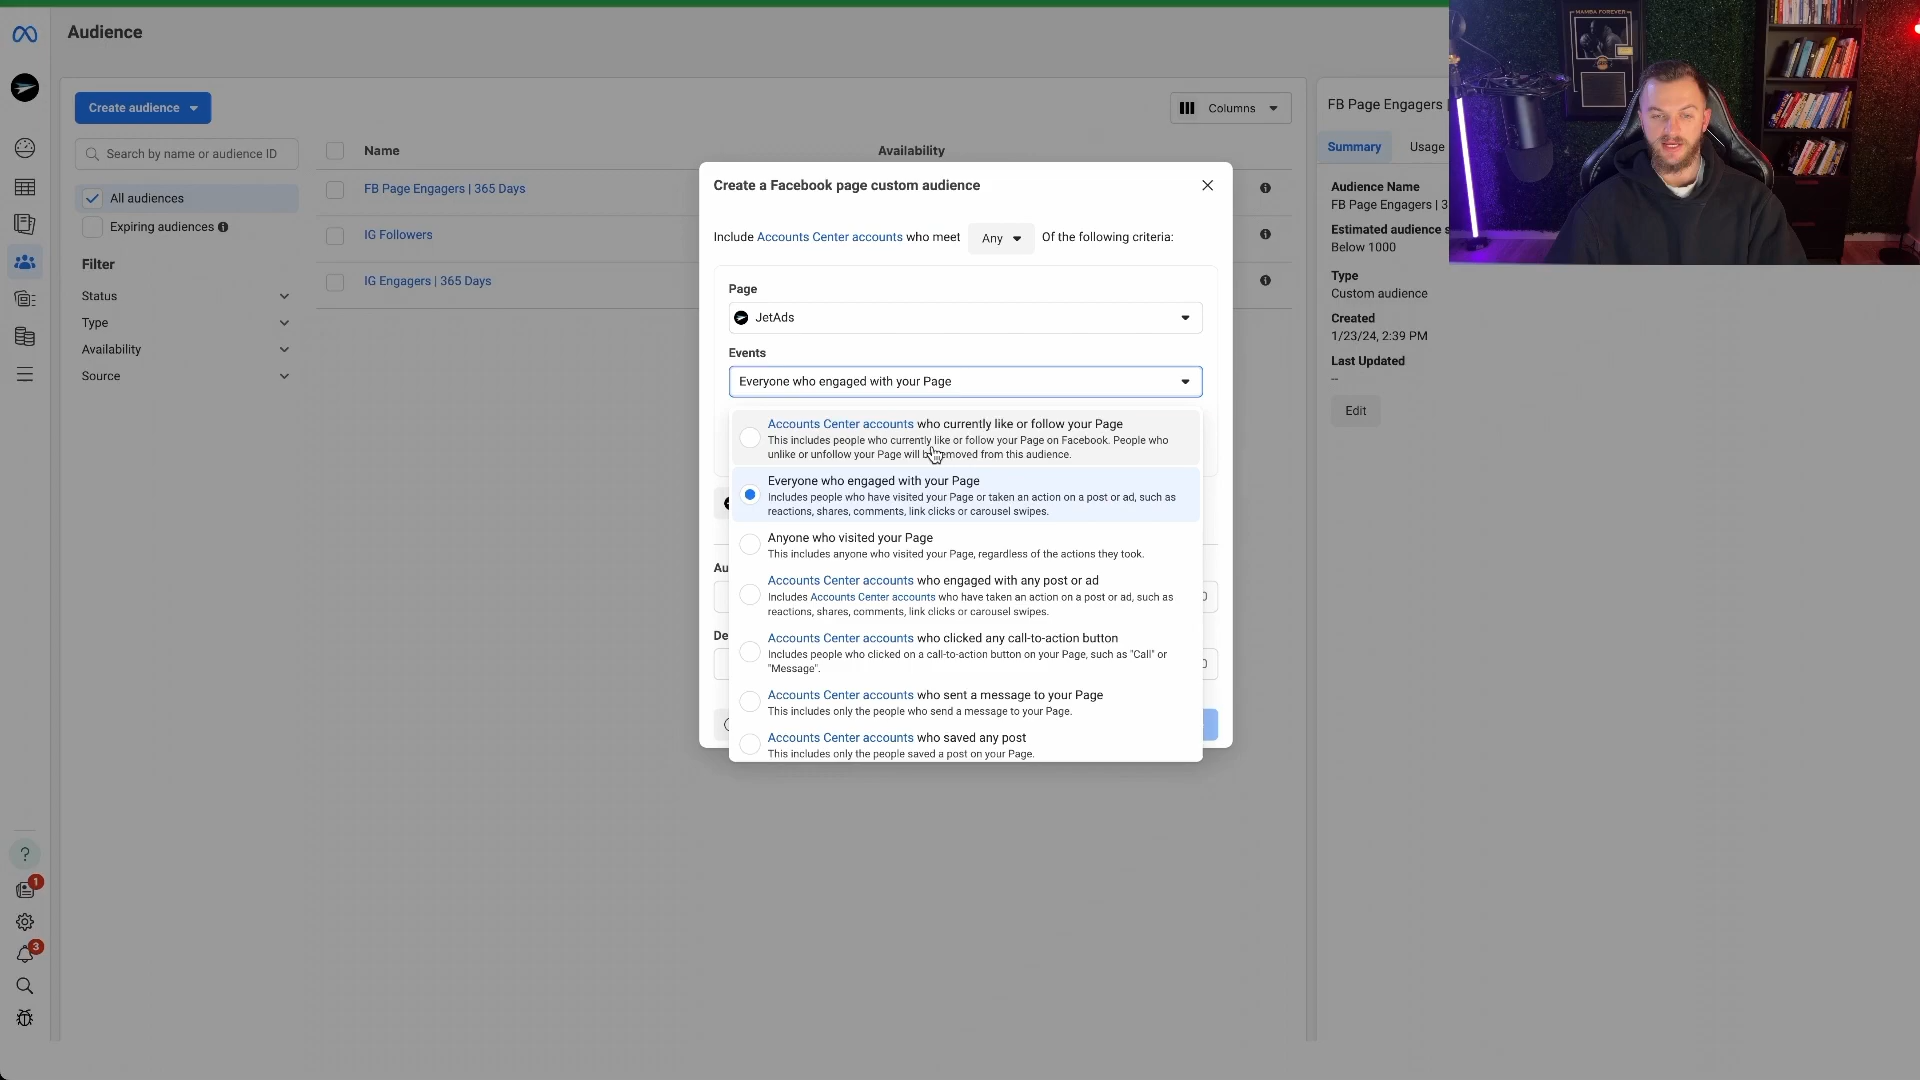 Audience
Create audience
Search by name or audience ID
All audiences
Expiring audiences
Filter
Status
Type
Availability
Source
Columns
Name
Availability
FB Page Engagers | 365 Days
IG Followers
IG Engagers | 365 Days
Create a Facebook page custom audience
Include Accounts Center accounts who meet Any Of the following criteria:
Page
JetAds
Events
Everyone who engaged with your Page
Accounts Center accounts who currently like or follow your Page
This includes people who currently like or follow your Page on Facebook. People who
unlike or unfollow your Page will be removed from this audience.
Everyone who engaged with your Page
Includes people who have visited your Page or taken an action on a post or ad, such as
reactions, shares, comments, link clicks or carousel swipes.
Anyone who visited your Page
This includes anyone who visited your Page, regardless of the actions they took.
Accounts Center accounts who engaged with any post or ad
Includes Accounts Center accounts who have taken an action on a post or ad, such as
reactions, shares, comments, link clicks or carousel swipes.
Accounts Center accounts who clicked any call-to-action button
Includes people who clicked on a call-to-action button on your Page, such as "Call" or
"Message".
Accounts Center accounts who sent a message to your Page
This includes only the people who send a message to your Page.
Accounts Center accounts who saved any post
This includes only the people saved a post on your Page.
Au
De
FB Page Engagers |
Summary
Usage
Audience Name
FB Page Engagers | 3
Estimated audience s
Below 1000
Type
Custom audience
Created
1/23/24, 2:39 PM
Last Updated
--
Edit
MAMBA FOREVER
?
1
3